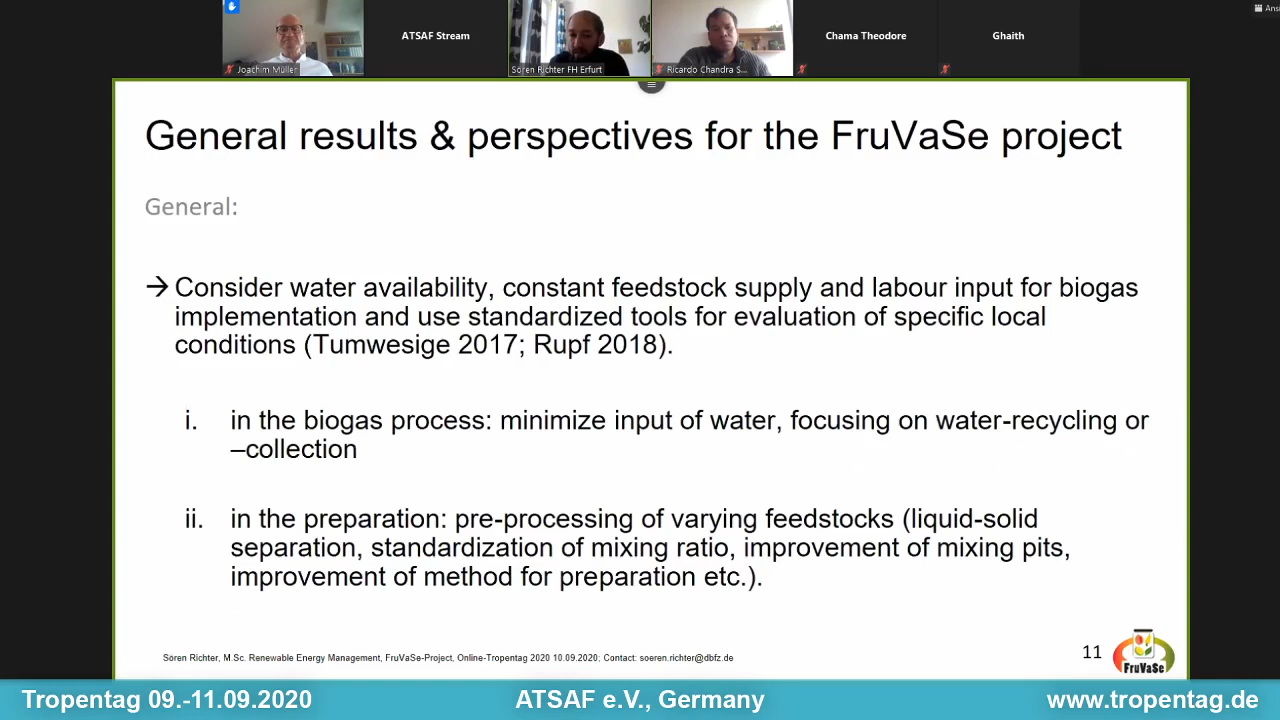 Ans
ATSAF Stream
Chama Theodore
Ghaith
Joachim Müller
Sören Richter FH Erfurt
Ricardo Chandra S...
General results & perspectives for the FruVaSe project
General:
→ Consider water availability, constant feedstock supply and labour input for biogas
implementation and use standardized tools for evaluation of specific local
conditions (Tumwesige 2017; Rupf 2018).
i. in the biogas process: minimize input of water, focusing on water-recycling or
–collection
ii. in the preparation: pre-processing of varying feedstocks (liquid-solid
separation, standardization of mixing ratio, improvement of mixing pits,
improvement of method for preparation etc.).
Sören Richter, M.Sc. Renewable Energy Management, FruVaSe-Project, Online-Tropentag 2020 10.09.2020; Contact: soeren.richter@dbfz.de
11
FruVaSe
Tropentag 09.-11.09.2020
ATSAF e.V., Germany
www.tropentag.de